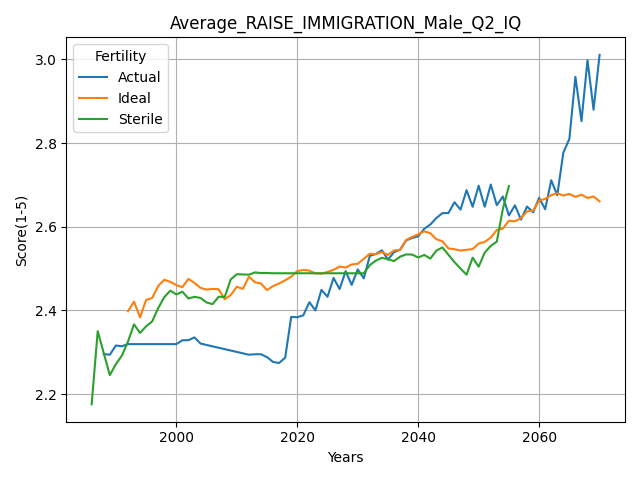 Average_RAISE_IMMIGRATION_Male_Q2_IQ
Fertility
Actual
Ideal
Sterile
Score(1-5)
3.0
2.8
2.6
2.4
2.2
2000 2020 2040 2060
Years